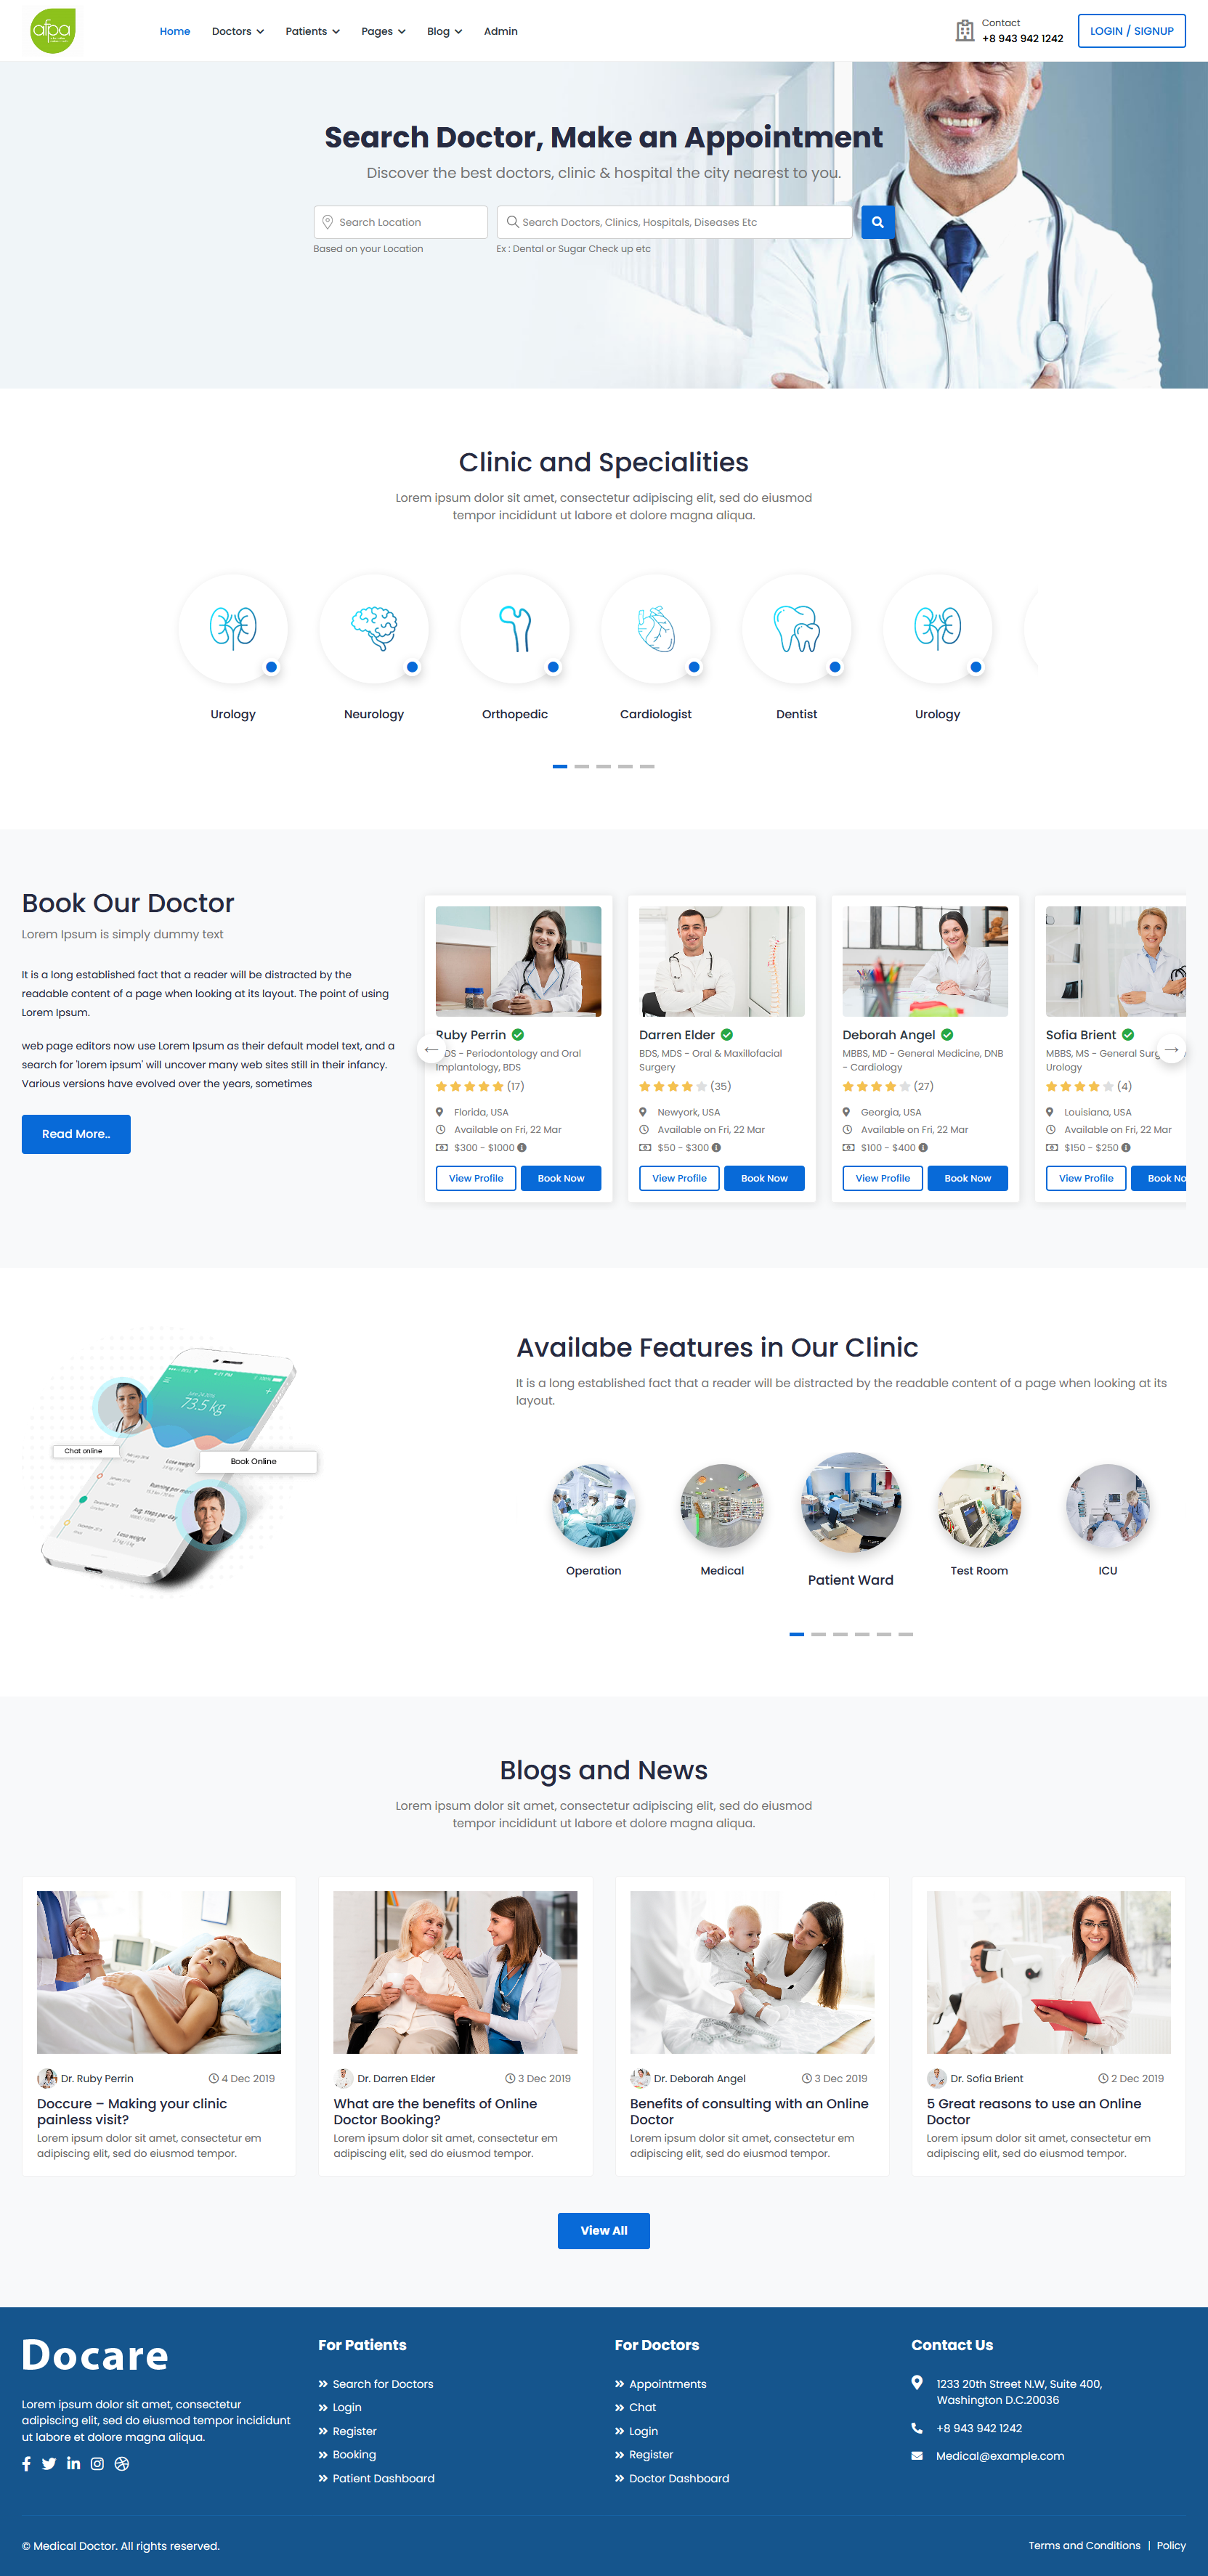 afpa
Home
Doctors
Patients
Pages
Blog
Admin
Contact
+8 943 942 1242
LOGIN / SIGNUP
Search Doctor, Make an Appointment
Discover the best doctors, clinic & hospital the city nearest to you.
Search Location
Search Doctors, Clinics, Hospitals, Diseases Etc
Based on your Location
Ex : Dental or Sugar Check up etc
Clinic and Specialities
Lorem ipsum dolor sit amet, consectetur adipiscing elit, sed do eiusmod
tempor incididunt ut labore et dolore magna aliqua.
Urology
Neurology
Orthopedic
Cardiologist
Dentist
Urology
Book Our Doctor
Lorem Ipsum is simply dummy text
It is a long established fact that a reader will be distracted by the
readable content of a page when looking at its layout. The point of using
Lorem Ipsum.
web page editors now use Lorem Ipsum as their default model text, and a
search for 'lorem ipsum' will uncover many web sites still in their infancy.
Various versions have evolved over the years, sometimes
Read More..
Ruby Perrin
- Periodontology and Oral
Implantology, BDS
(17)
Florida, USA
Available on Fri, 22 Mar
$300 - $1000
View Profile
Book Now
Darren Elder
BDS, MDS - Oral & Maxillofacial
Surgery
(35)
Newyork, USA
Available on Fri, 22 Mar
$50 - $300
View Profile
Book Now
Deborah Angel
MBBS, MD - General Medicine, DNB
- Cardiology
(27)
Georgia, USA
Available on Fri, 22 Mar
$100 - $400
View Profile
Book Now
Sofia Brient
MBBS, MS - General
Urology
(4)
Louisiana, USA
Available on Fri, 22 Mar
$150 - $250
View Profile
Book No
Availabe Features in Our Clinic
It is a long established fact that a reader will be distracted by the readable content of a page when looking at its
layout.
73.5 kg
Chat online
Book Online
Lose weight
Lose weight
Operation
Medical
Patient Ward
Test Room
ICU
Blogs and News
Lorem ipsum dolor sit amet, consectetur adipiscing elit, sed do eiusmod
tempor incididunt ut labore et dolore magna aliqua.
Dr. Ruby Perrin
4 Dec 2019
Doccure – Making your clinic
painless visit?
Lorem ipsum dolor sit amet, consectetur em
adipiscing elit, sed do eiusmod tempor.
Dr. Darren Elder
3 Dec 2019
What are the benefits of Online
Doctor Booking?
Lorem ipsum dolor sit amet, consectetur em
adipiscing elit, sed do eiusmod tempor.
Dr. Deborah Angel
3 Dec 2019
Benefits of consulting with an Online
Doctor
Lorem ipsum dolor sit amet, consectetur em
adipiscing elit, sed do eiusmod tempor.
Dr. Sofia Brient
2 Dec 2019
5 Great reasons to use an Online
Doctor
Lorem ipsum dolor sit amet, consectetur em
adipiscing elit, sed do eiusmod tempor.
View All
Docare
Lorem ipsum dolor sit amet, consectetur
adipiscing elit, sed do eiusmod tempor incididunt
ut labore et dolore magna aliqua.
For Patients
Search for Doctors
Login
Register
Booking
Patient Dashboard
For Doctors
Appointments
Chat
Login
Register
Doctor Dashboard
Contact Us
1233 20th Street N.W, Suite 400,
Washington D.C.20036
+8 943 942 1242
Medical@example.com
© Medical Doctor. All rights reserved.
Terms and Conditions | Policy